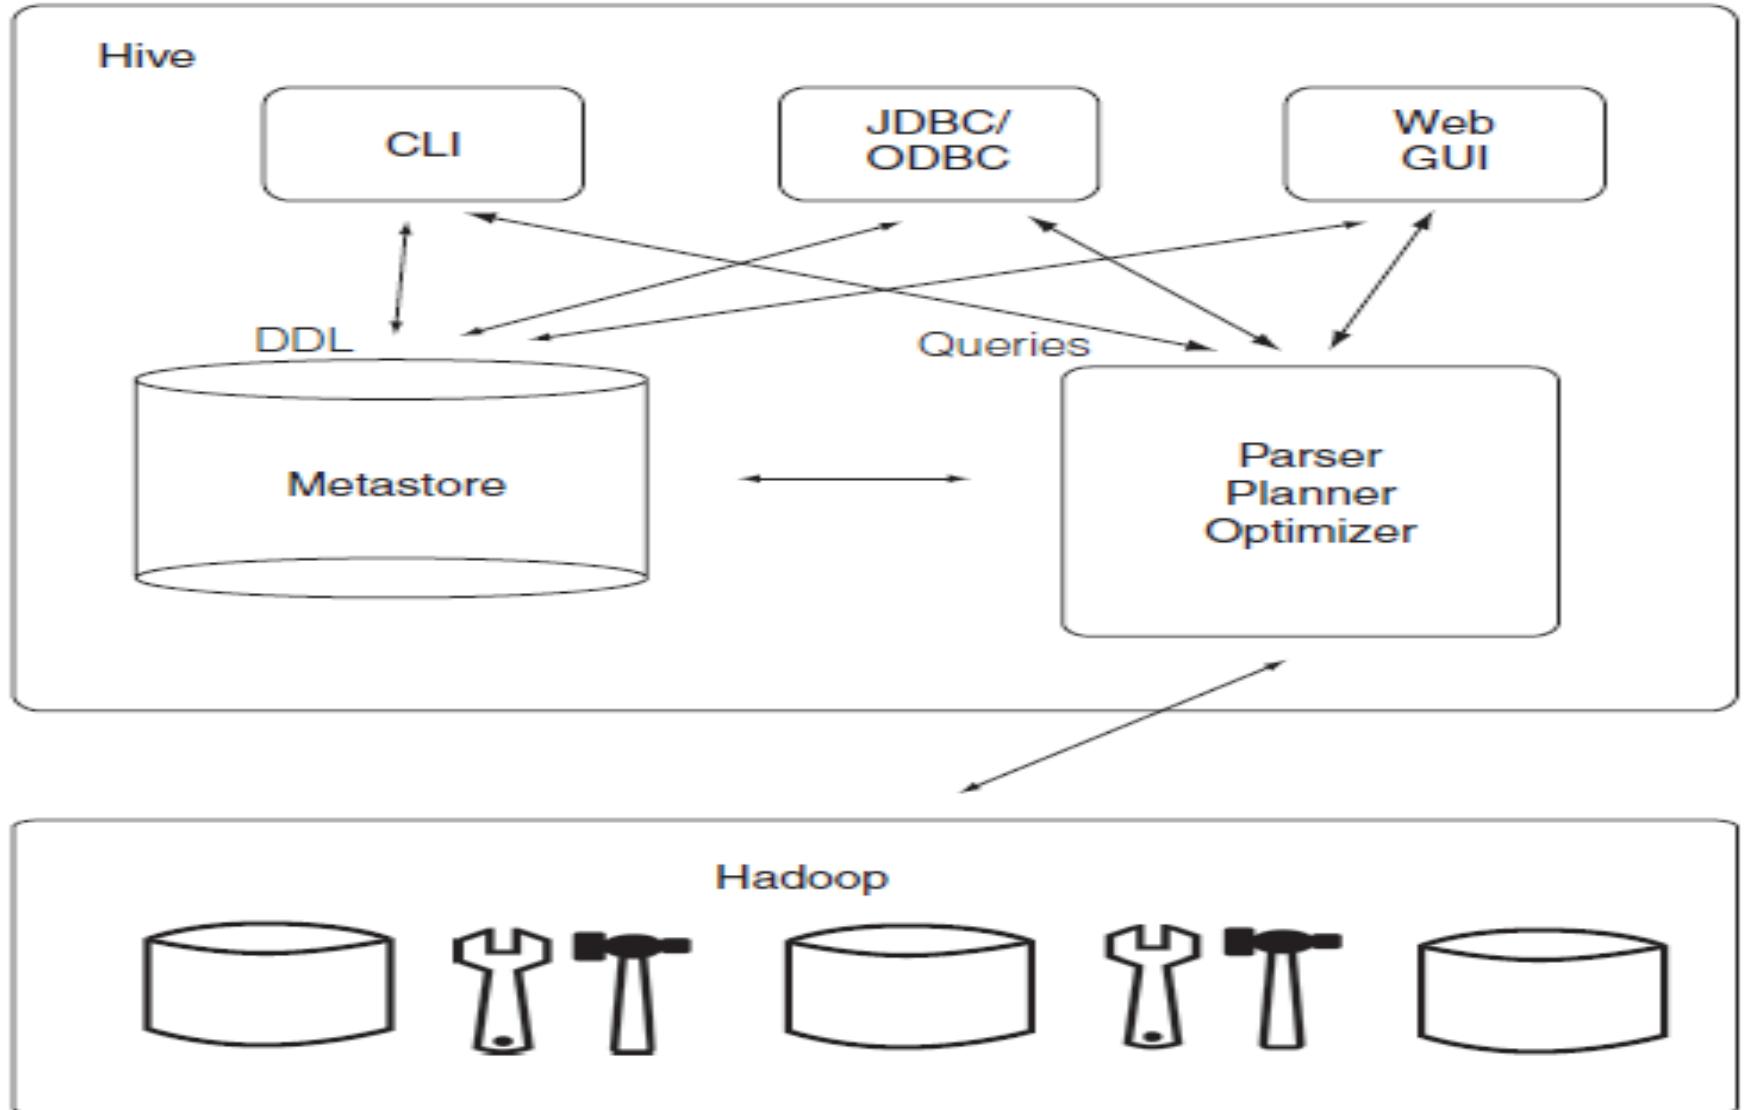 Hive
CLI
JDBC/
ODBC
Web
GUI
DDL
Queries
Metastore
Parser
Planner
Optimizer
Hadoop